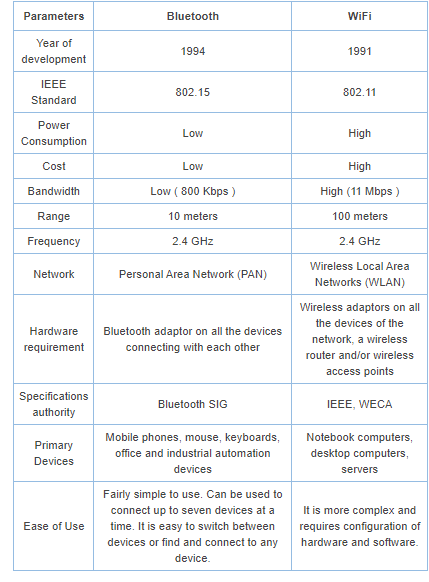 Parameters Bluetooth WiFi
Year of
development 1994 1991
IEEE
Standard 802.15 802.11
Power
Consumption Low High
Cost Low High
Bandwidth Low ( 800 Kbps ) High (11 Mbps )
Range 10 meters 100 meters
Frequency 2.4 GHz 2.4 GHz
Network Personal Area Network (PAN) Wireless Local Area
Networks (WLAN)
Hardware
requirement
Bluetooth adaptor on all the devices
connecting with each other
Wireless adaptors on all
the devices of the
network, a wireless
router and/or wireless
access points
Specifications
authority
Bluetooth SIG
IEEE, WECA
Primary
Devices
Mobile phones, mouse, keyboards,
office and industrial automation
devices
Notebook computers,
desktop computers,
servers
Ease of Use
Fairly simple to use. Can be used to
connect up to seven devices at a
time. It is easy to switch between
devices or find and connect to any
device.
It is more complex and
requires configuration of
hardware and software.